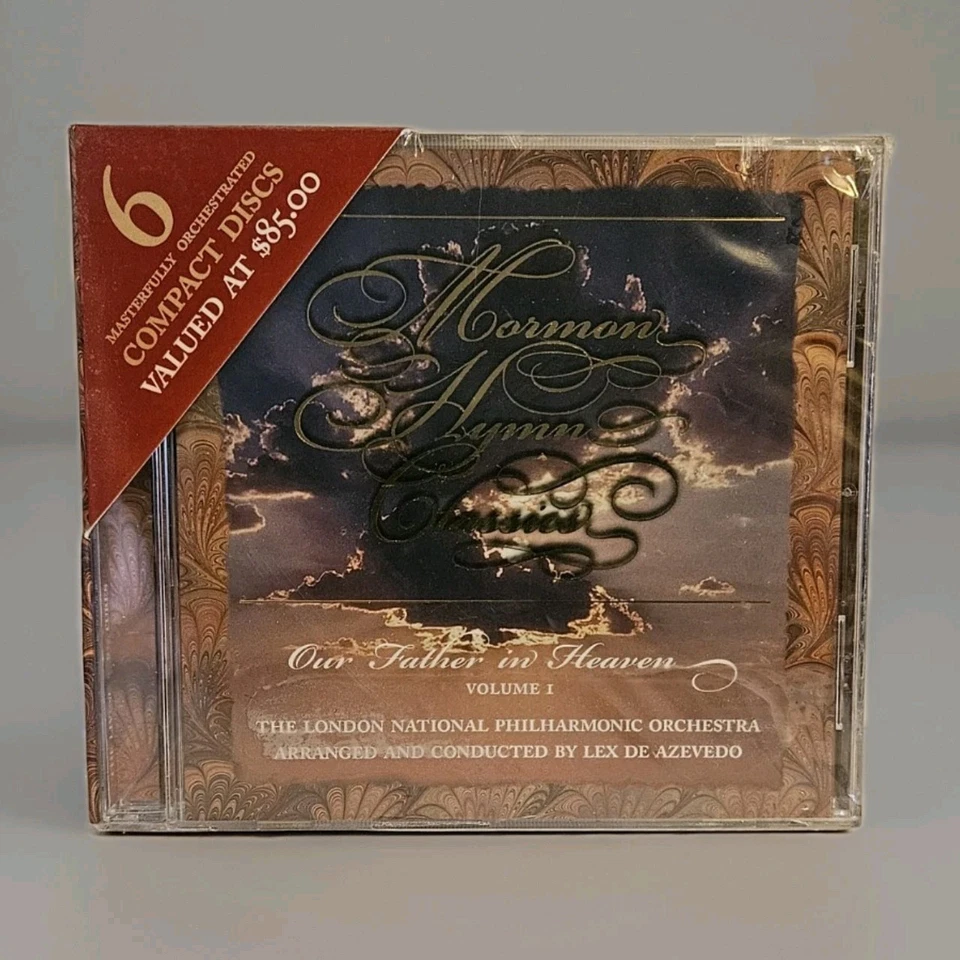 6
MASTERFULLY ORCHESTRATED
COMPACT DISCS
VALUED AT $85.00
Mormon
Hymn
Classics
Our Father in Heaven
VOLUME I
THE LONDON NATIONAL PHILHARMONIC ORCHESTRA
ARRANGED AND CONDUCTED BY LEX DE AZEVEDO